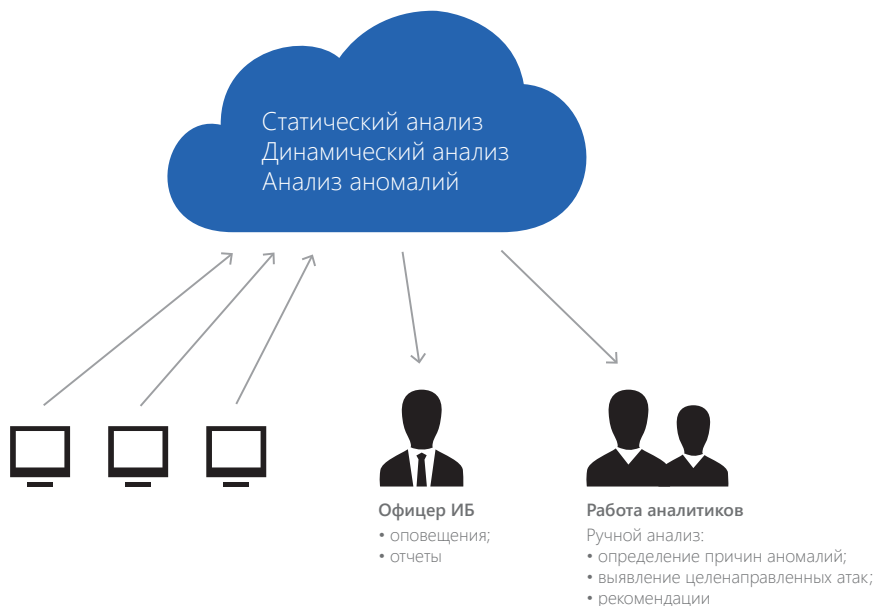 Статический анализ
Динамический анализ
Анализ аномалий
Офицер ИБ
• оповещения;
• отчеты
Работа аналитиков
Ручной анализ:
• определение причин аномалий;
• выявление целенаправленных атак;
• рекомендации